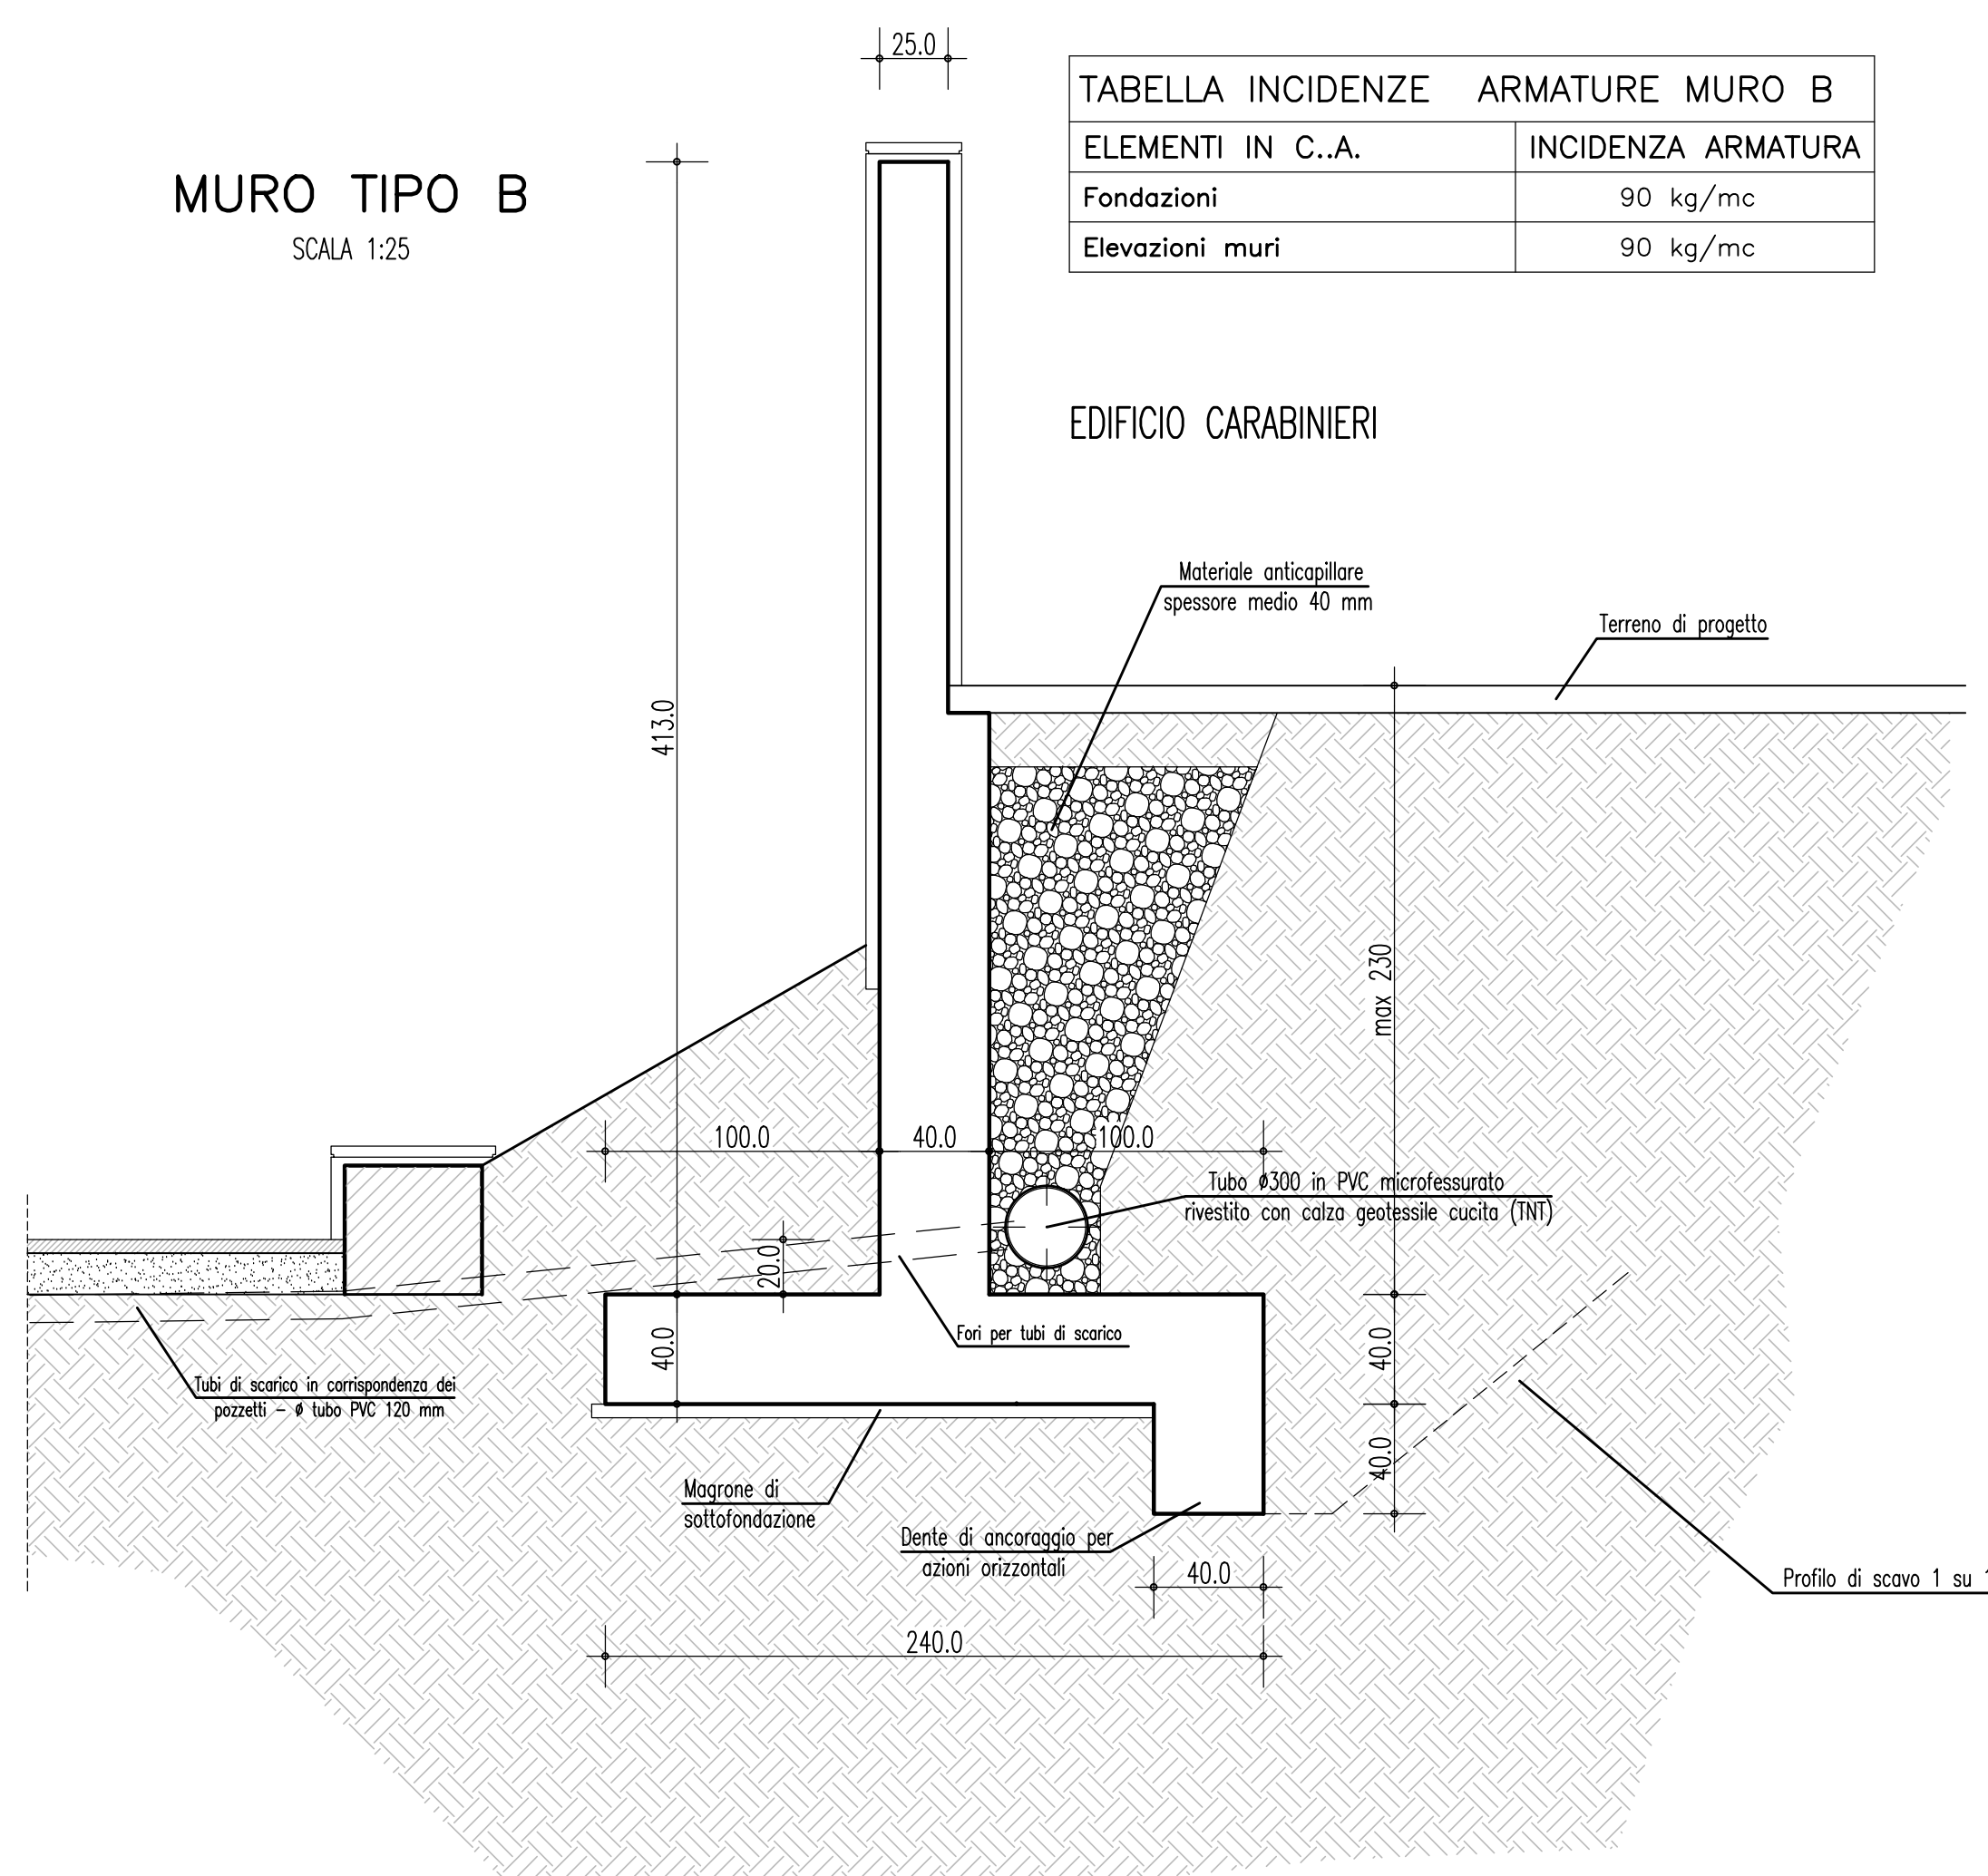 25.0
TABELLA INCIDENZE ARMATURE MURO B
ELEMENTI IN C..A. INCIDENZA ARMATURA
Fondazioni 90 kg/mc
Elevazioni muri 90 kg/mc
MURO TIPO B
SCALA 1:25
EDIFICIO CARABINIERI
Materiale anticapillare
spessore medio 40 mm
Terreno di progetto
413.0
max 230
100.0 40.0 100.0
Tubo ø300 in PVC microfessurato
rivestito con calza geotessile cucita (TNT)
20.0
Fori per tubi di scarico
40.0
40.0
Tubi di scarico in corrispondenza dei
pozzetti - ø tubo PVC 120 mm
40.0
Magrone di
sottofondazione
Dente di ancoraggio per
azioni orizzontali
40.0
Profilo di scavo 1 su 1
240.0